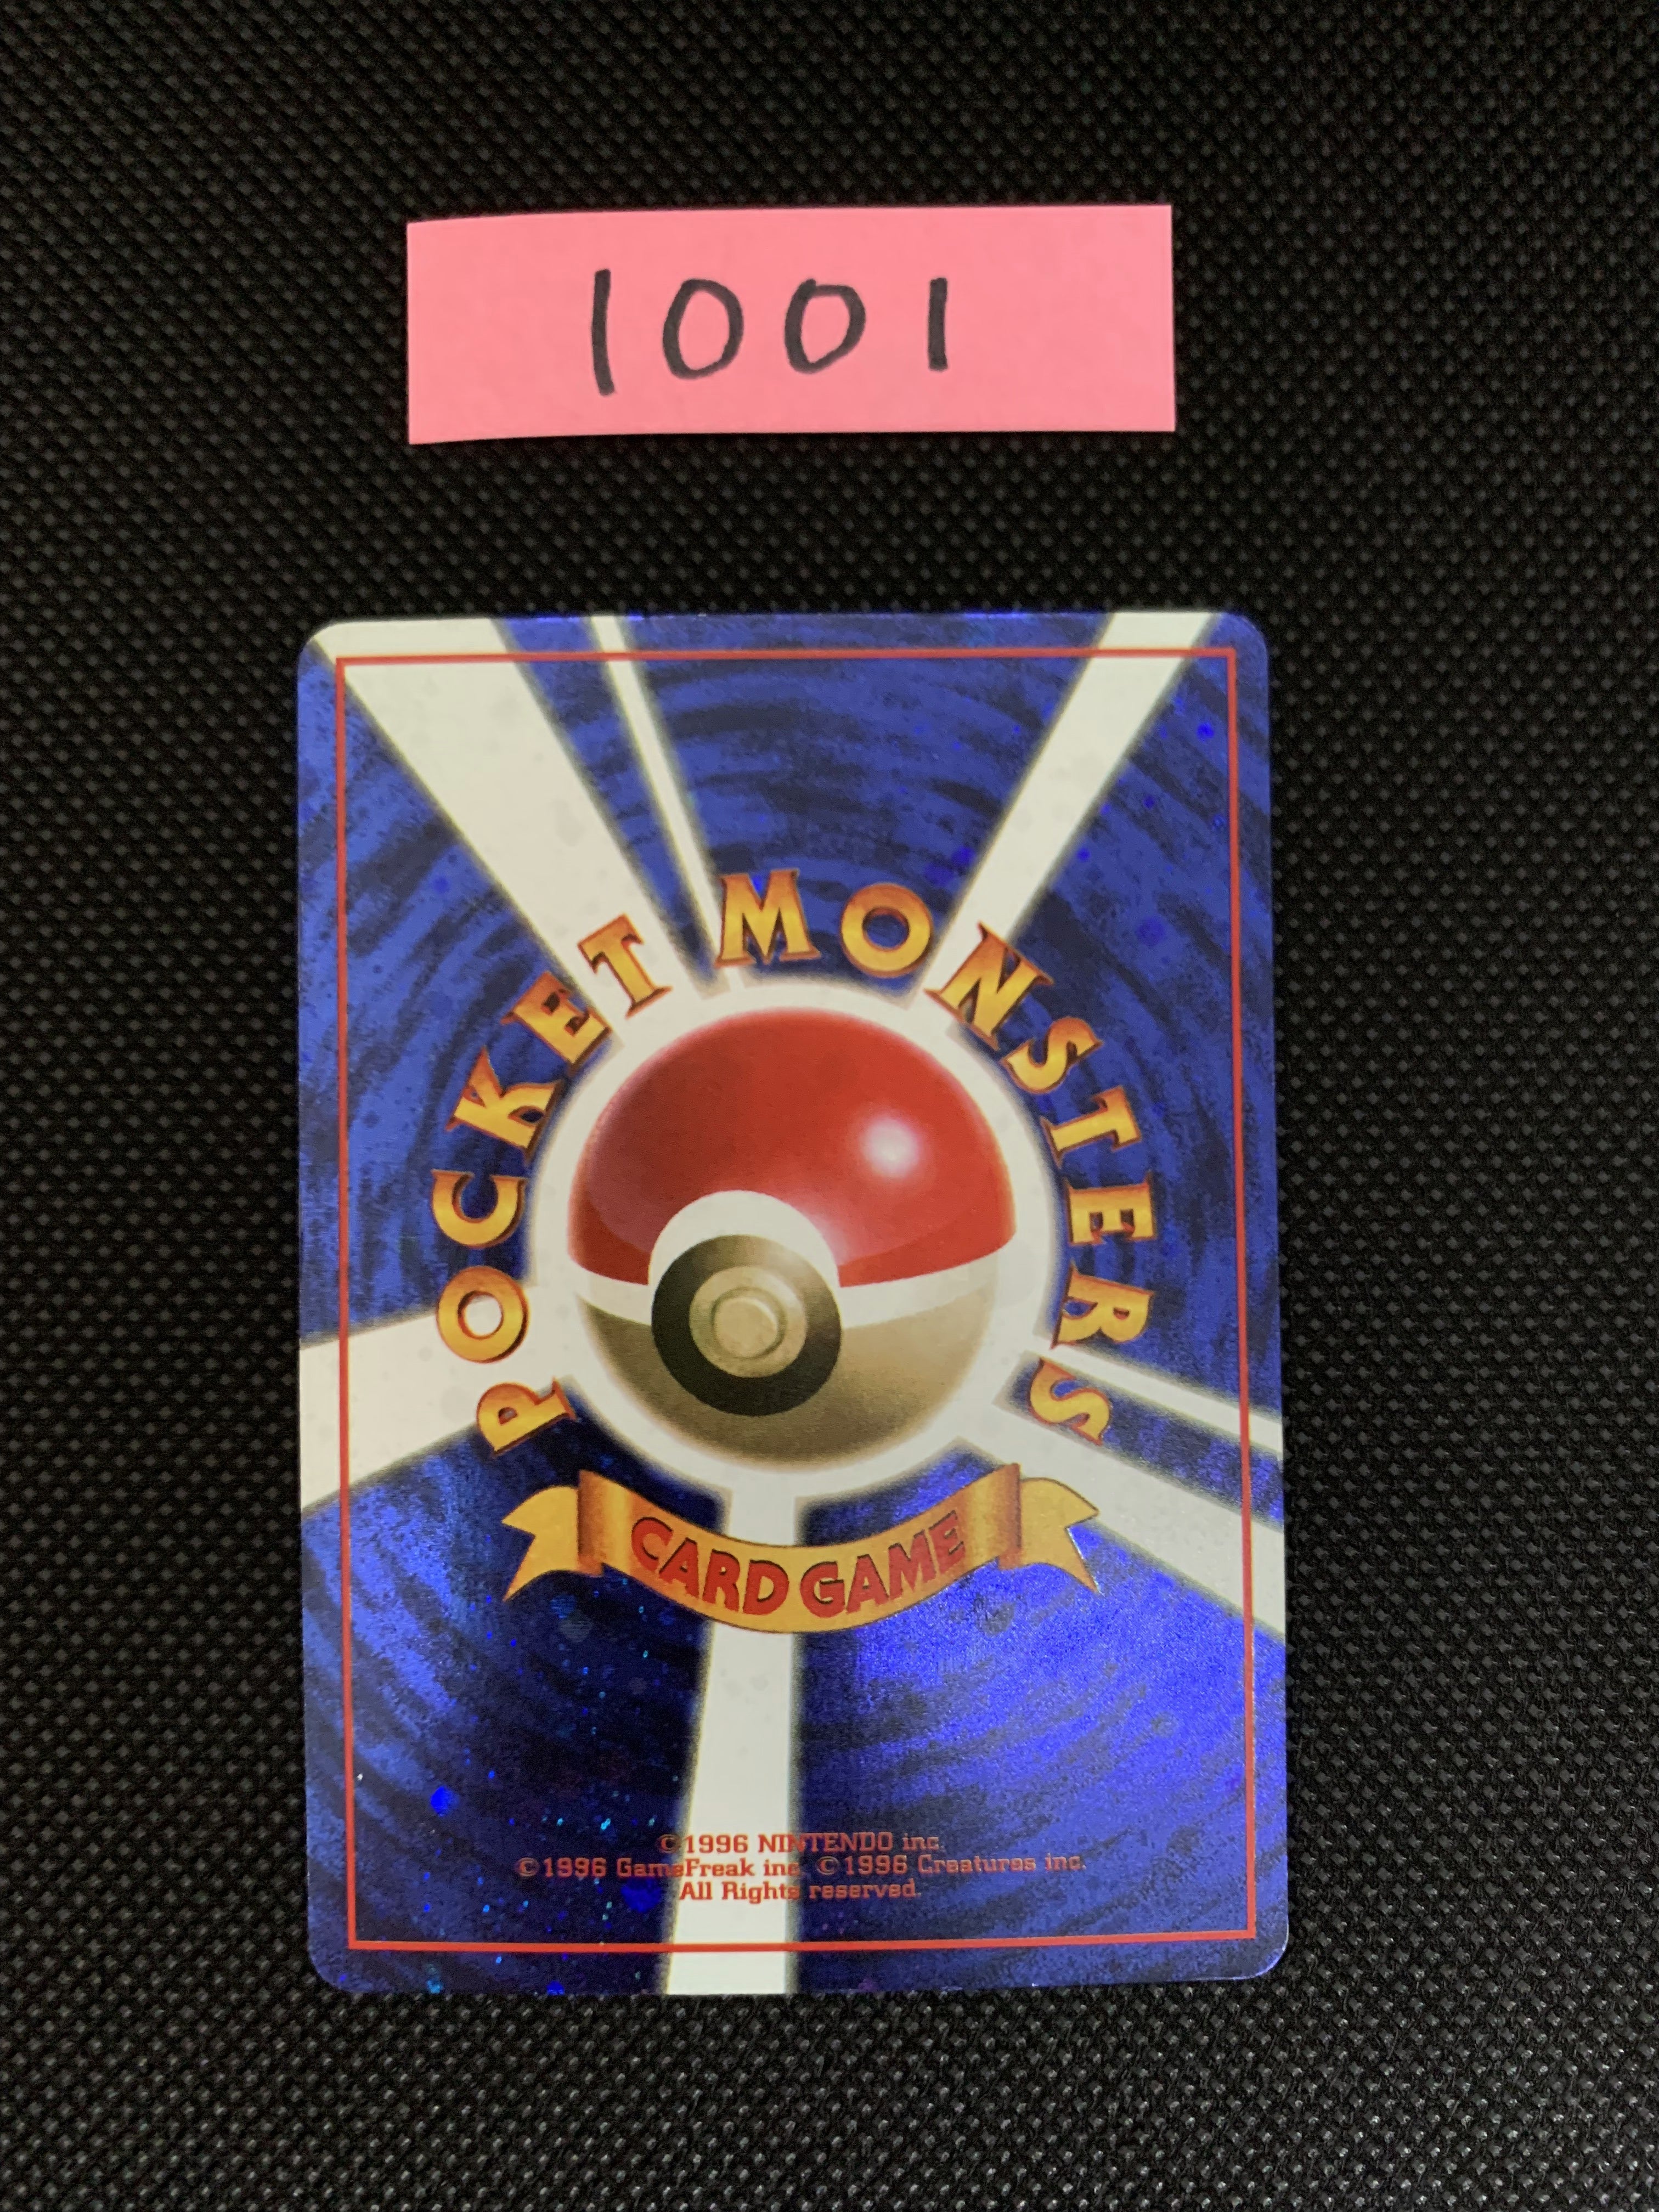 1001
POCKET MONSTERS
CARD GAME
©1996 NINTENDO inc.
©1996 GameFreak inc. ©1996 Creatures inc.
All Rights reserved.